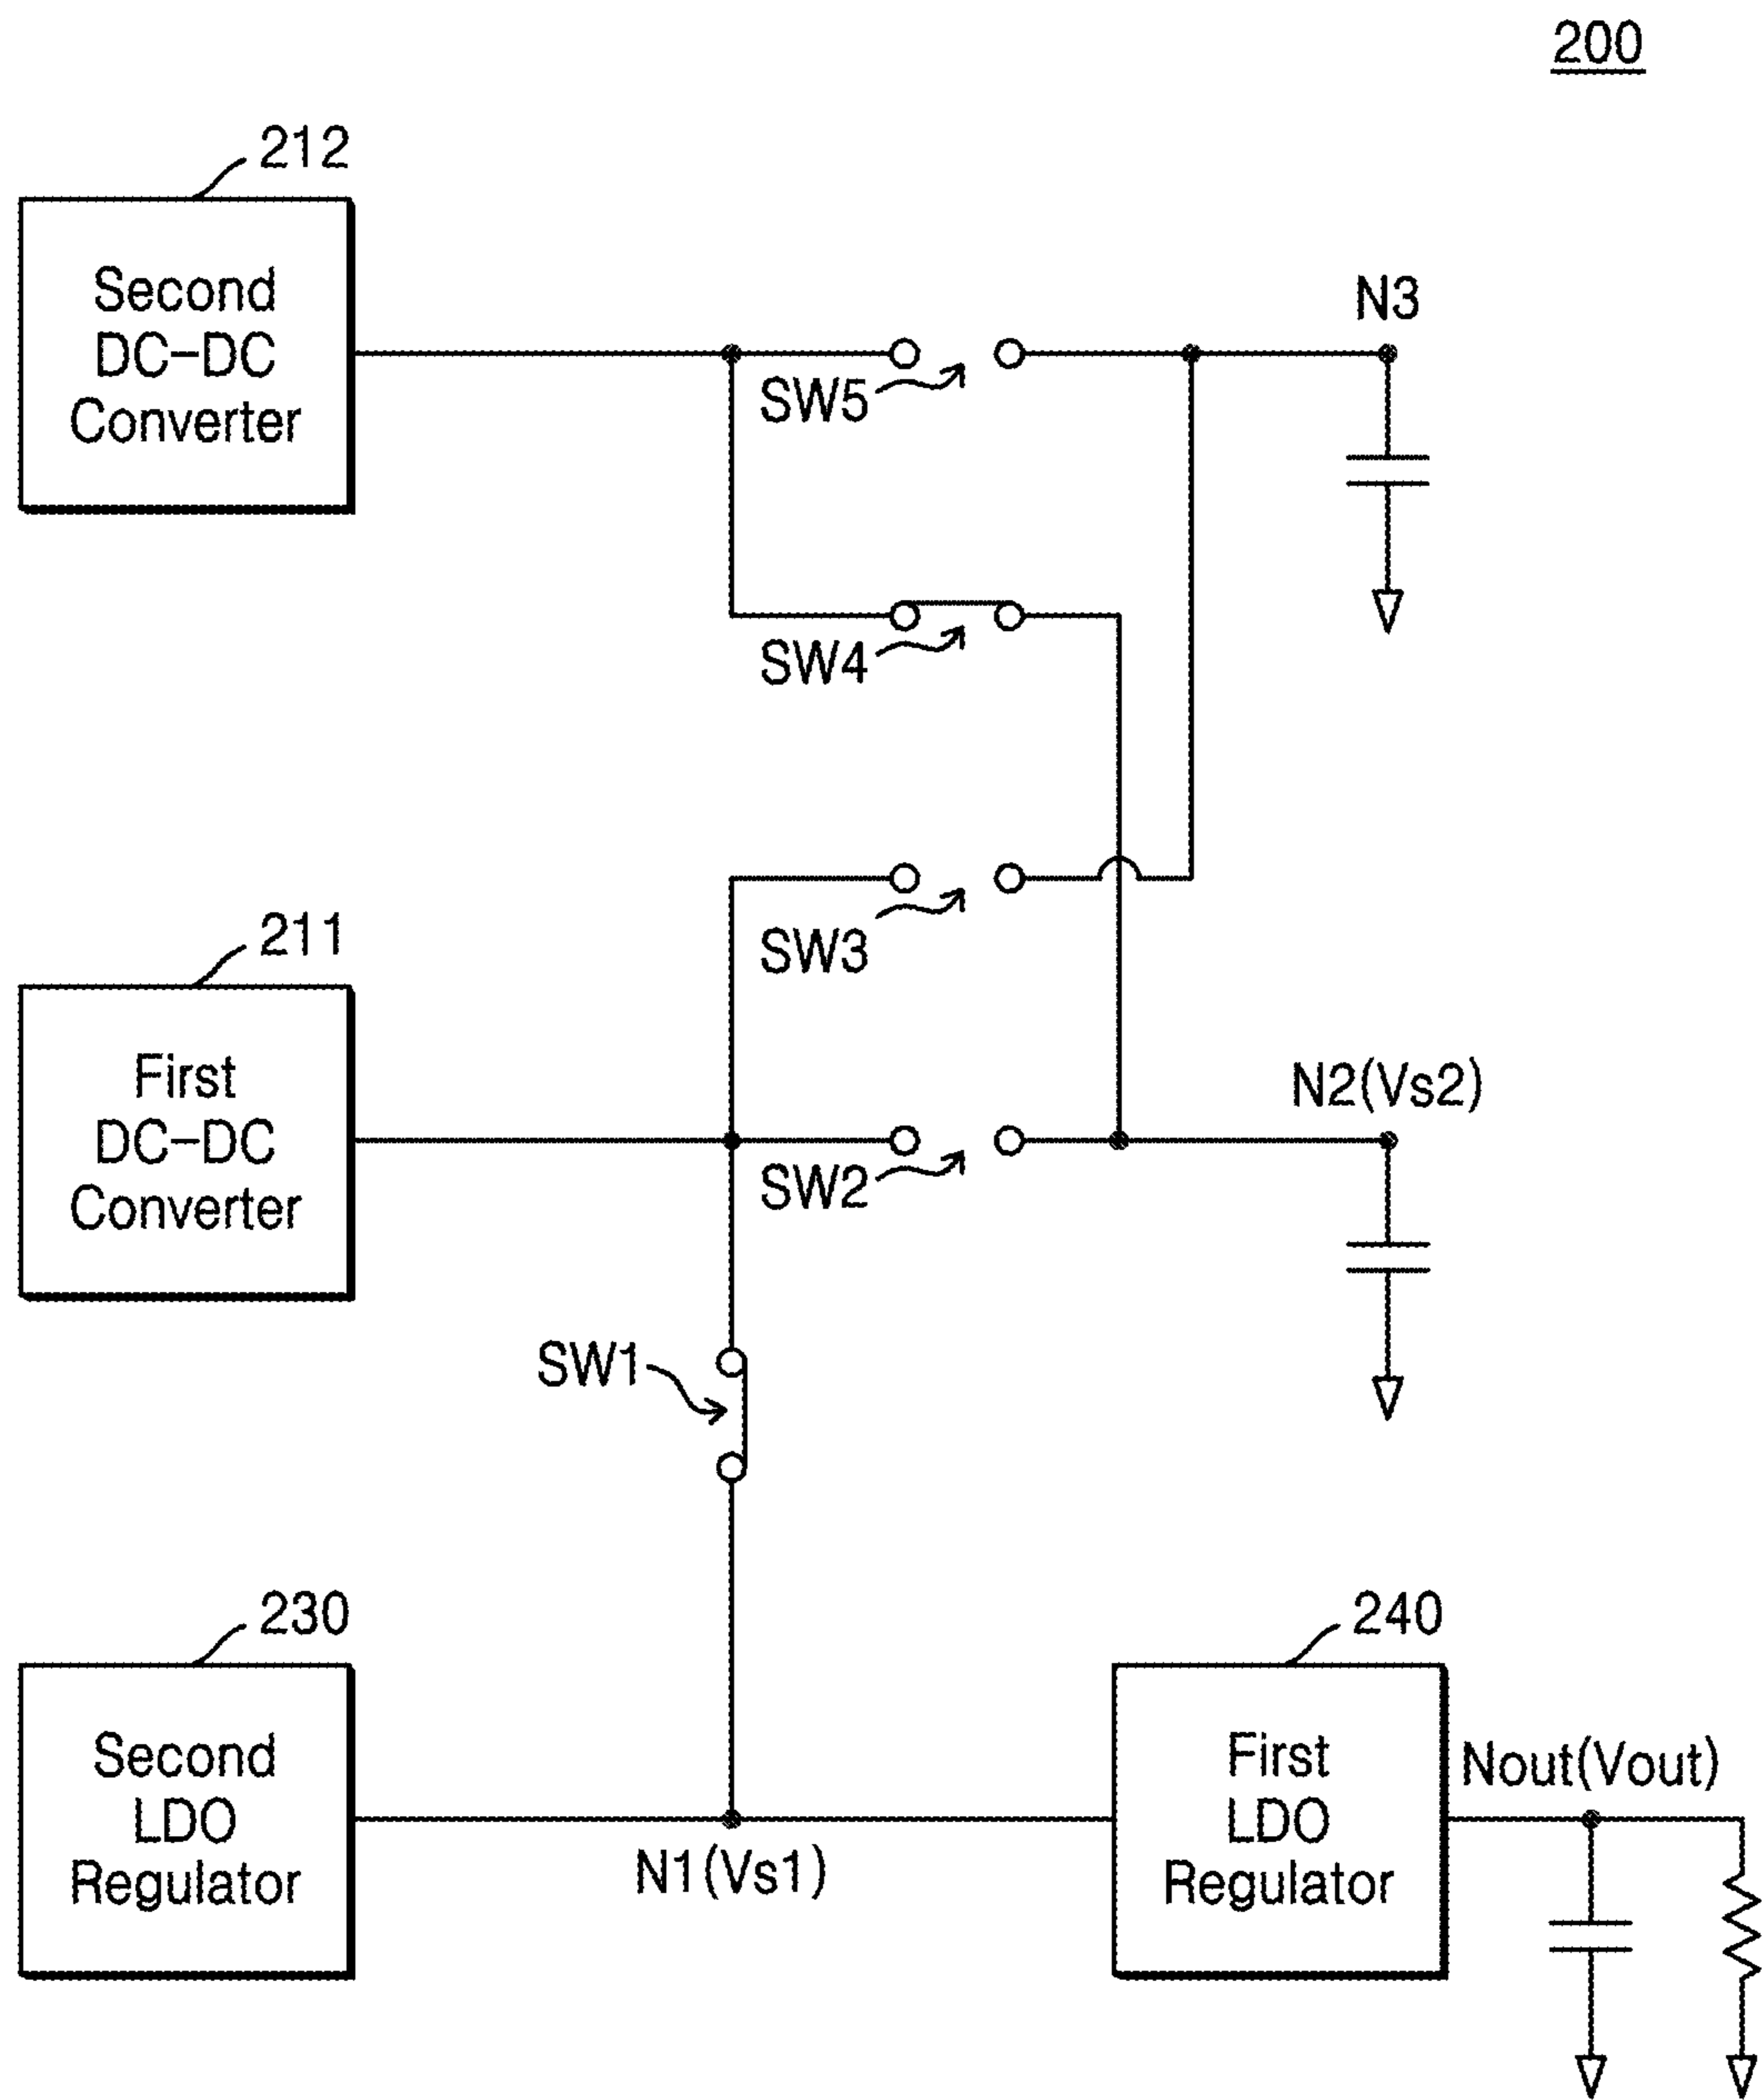 200
212
Second
DC-DC
Converter
N3
SW5
SW4
SW3
211
First
DC-DC
Converter
N2(Vs2)
SW2
SW1
230
Second
LDO
Regulator
N1(Vs1)
240
First
LDO
Regulator
Nout(Vout)